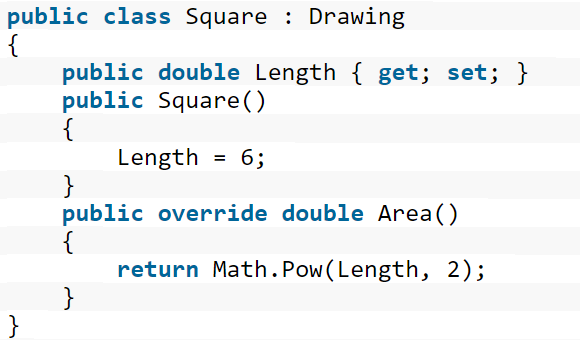 public class Square : Drawing
{
    public double Length { get; set; }
    public Square()
    {
        Length = 6;
    }
    public override double Area()
    {
        return Math.Pow(Length, 2);
    }
}